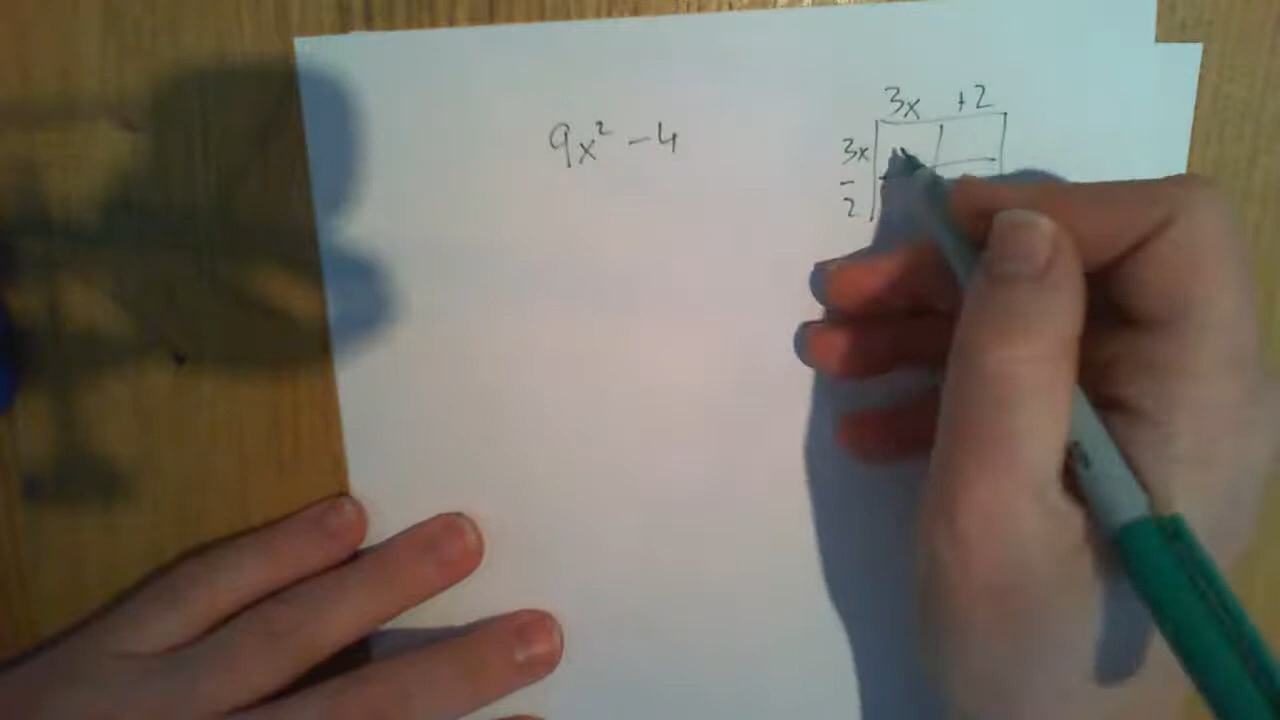 9x² - 4
3x +2
3x
-
2